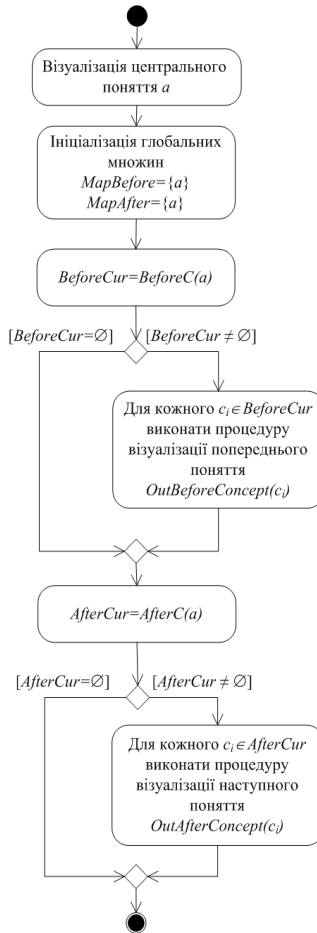 Візуалізація центрального
поняття a
Ініціалізація глобальних
множин
MapBefore={a}
MapAfter={a}
BeforeCur=BeforeC(a)
[BeforeCur=∅] [BeforeCur ≠ ∅]
Для кожного cᵢ∈BeforeCur
виконати процедуру
візуалізації попереднього
поняття
OutBeforeConcept(cᵢ)
AfterCur=AfterC(a)
[AfterCur=∅] [AfterCur ≠ ∅]
Для кожного cᵢ∈AfterCur
виконати процедуру
візуалізації наступного
поняття
OutAfterConcept(cᵢ)